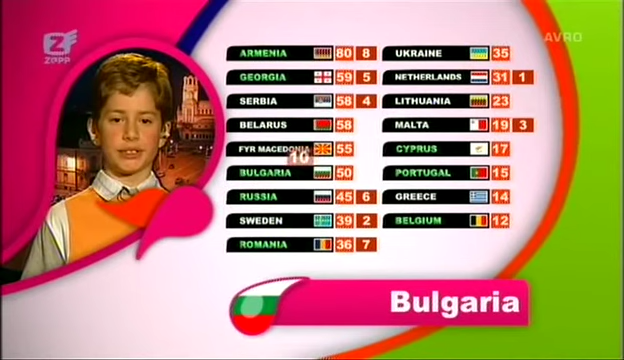 Z
ZIPPP
AVRO
ARMENIA 80 8
GEORGIA 59 5
SERBIA 58 4
BELARUS 58
FYR MACEDONIA 55
10
BULGARIA 50
RUSSIA 45 6
SWEDEN 39 2
ROMANIA 36 7
UKRAINE 35
NETHERLANDS 31 1
LITHUANIA 23
MALTA 19 3
CYPRUS 17
PORTUGAL 15
GREECE 14
BELGIUM 12
Bulgaria